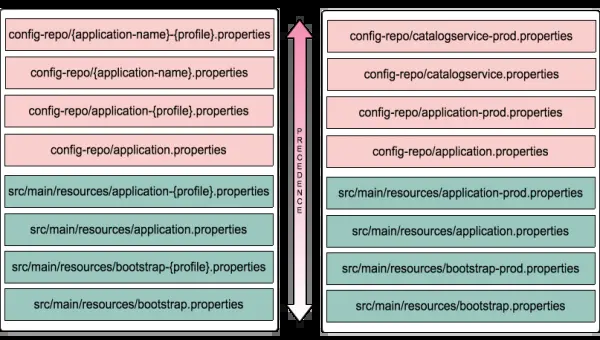 config-repo/{application-name}-{profile}.properties
config-repo/{application-name}.properties
config-repo/application-{profile}.properties
config-repo/application.properties
src/main/resources/application-{profile}.properties
src/main/resources/application.properties
src/main/resources/bootstrap-{profile}.properties
src/main/resources/bootstrap.properties
PRECEDENCE
config-repo/catalogservice-prod.properties
config-repo/catalogservice.properties
config-repo/application-prod.properties
config-repo/application.properties
src/main/resources/application-prod.properties
src/main/resources/application.properties
src/main/resources/bootstrap-prod.properties
src/main/resources/bootstrap.properties